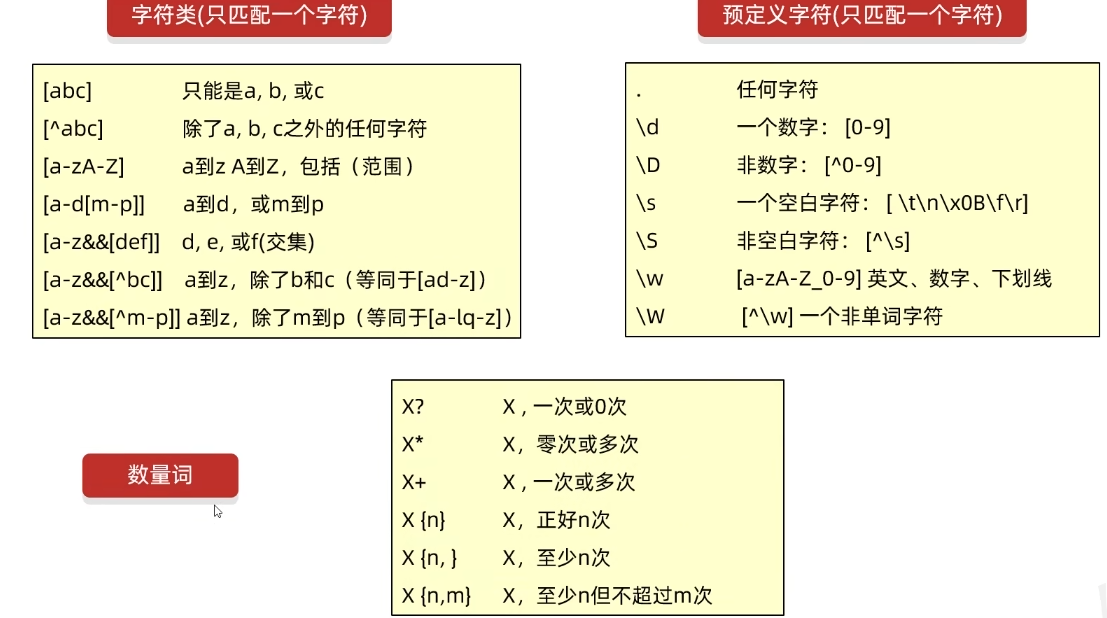 字符类(只匹配一个字符)
[abc] 只能是a, b, 或c
[^abc] 除了a, b, c之外的任何字符
[a-zA-Z] a到z A到Z，包括（范围）
[a-d[m-p]] a到d，或m到p
[a-z&&[def]] d, e, 或f(交集)
[a-z&&[^bc]] a到z，除了b和c（等同于[ad-z]）
[a-z&&[^m-p]] a到z，除了m到p（等同于[a-lq-z]）
预定义字符(只匹配一个字符)
. 任何字符
\d 一个数字： [0-9]
\D 非数字： [^0-9]
\s 一个空白字符： [ \t\n\x0B\f\r]
\S 非空白字符： [^\s]
\w [a-zA-Z_0-9] 英文、数字、下划线
\W [^\w] 一个非单词字符
数量词
X? X , 一次或0次
X* X，零次或多次
X+ X , 一次或多次
X {n} X，正好n次
X {n, } X，至少n次
X {n,m} X，至少n但不超过m次